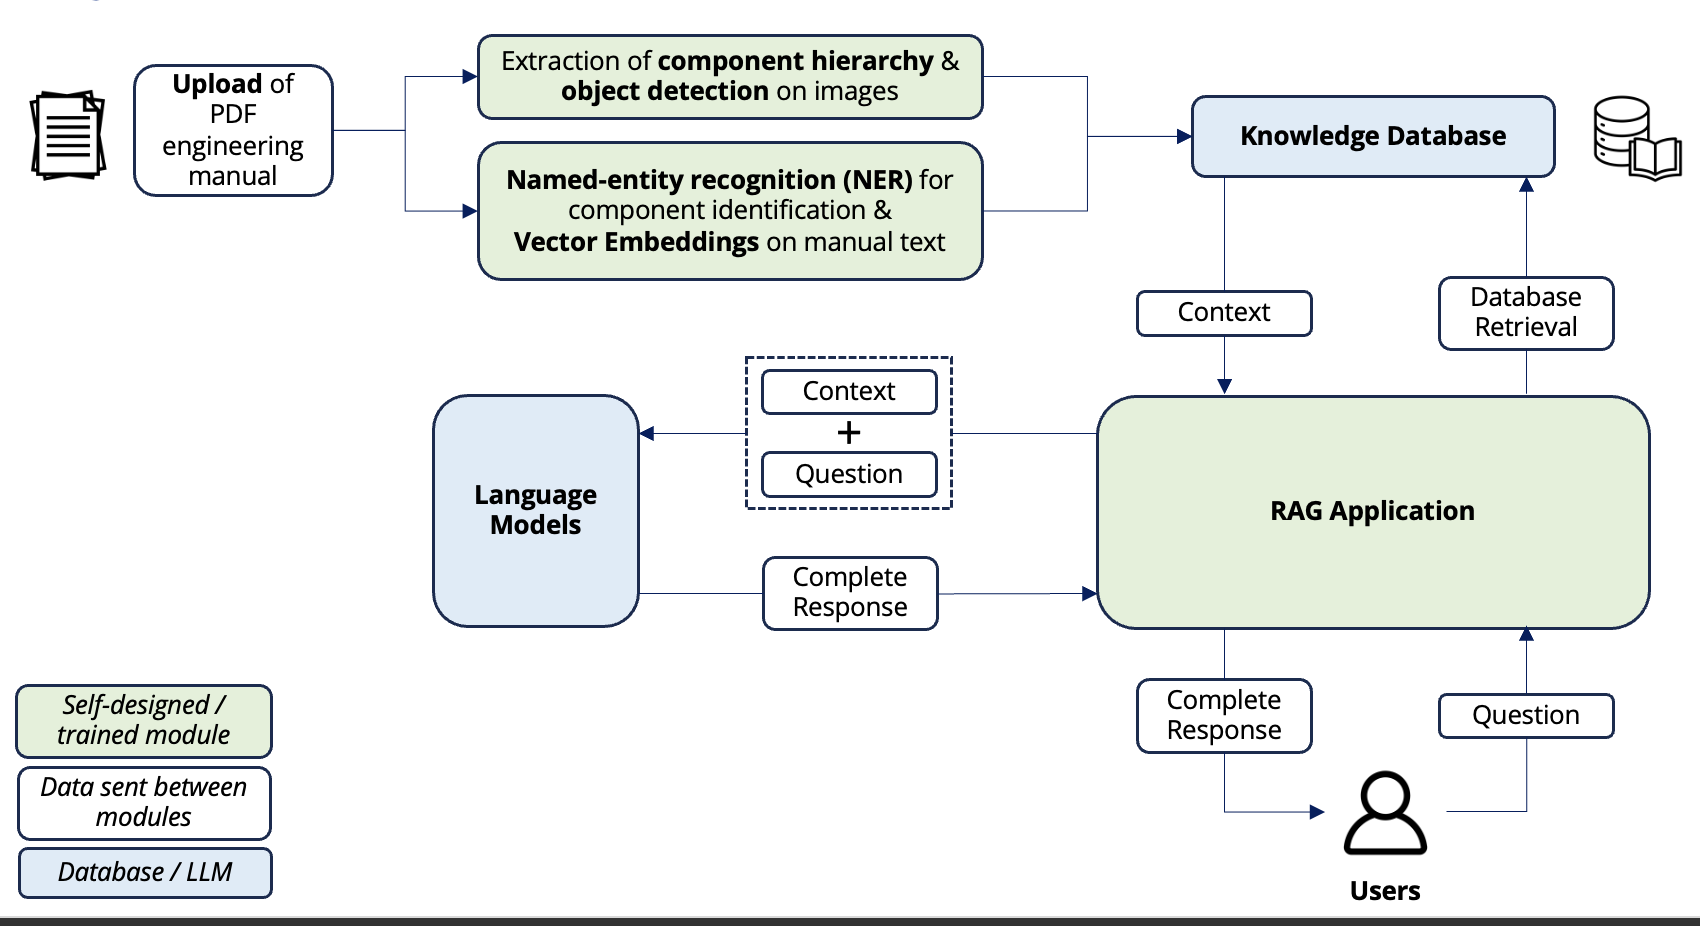 Upload of
PDF
engineering
manual
Extraction of component hierarchy &
object detection on images
Named-entity recognition (NER) for
component identification &
Vector Embeddings on manual text
Knowledge Database
Context
Database
Retrieval
Context
+
Question
Language
Models
RAG Application
Complete
Response
Complete
Response
Question
Users
Self-designed /
trained module
Data sent between
modules
Database / LLM